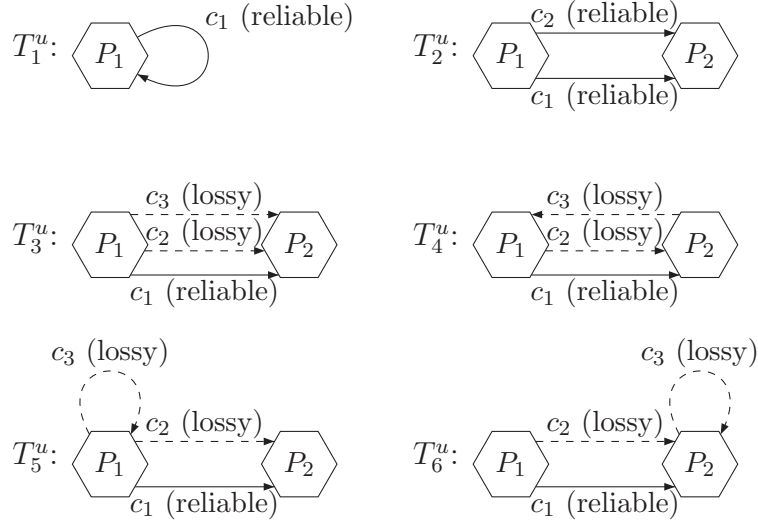 c₁ (reliable)
T₁ᵘ: P₁
c₂ (reliable)
T₂ᵘ: P₁ P₂
c₁ (reliable)
c₃ (lossy)
c₂ (lossy)
T₃ᵘ: P₁ P₂
c₁ (reliable)
c₃ (lossy)
c₂ (lossy)
T₄ᵘ: P₁ P₂
c₁ (reliable)
c₃ (lossy)
c₂ (lossy)
T₅ᵘ: P₁ P₂
c₁ (reliable)
c₃ (lossy)
c₂ (lossy)
T₆ᵘ: P₁ P₂
c₁ (reliable)